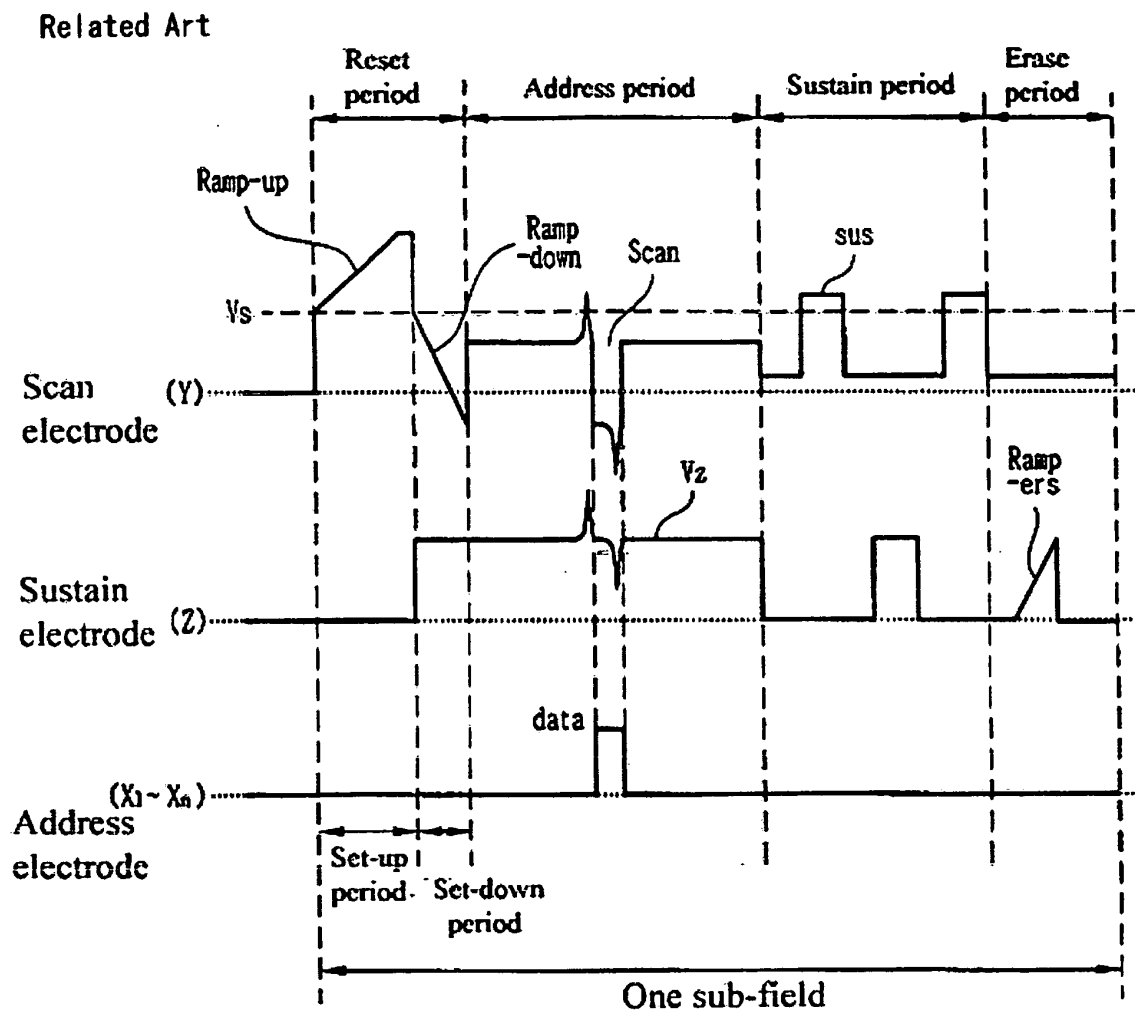 Related Art
Reset
period
Address period
Sustain period
Erase
period
Ramp-up
Ramp
-down
Scan
sus
Vs
Scan
electrode
(Y)
Vz
Ramp
-ers
Sustain
electrode
(Z)
data
(X1~Xn)
Address
electrode
Set-up
period
Set-down
period
One sub-field